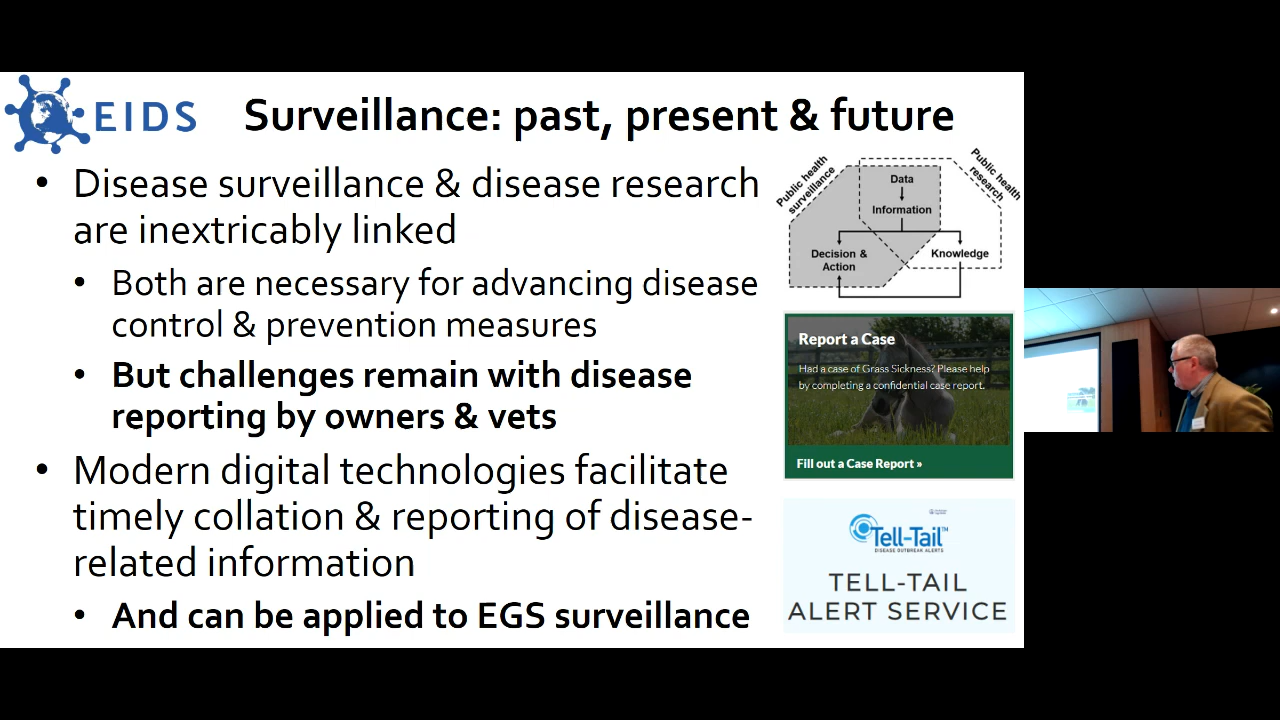 EIDS
Surveillance: past, present & future
• Disease surveillance & disease research
are inextricably linked
• Both are necessary for advancing disease
control & prevention measures
• But challenges remain with disease
reporting by owners & vets
• Modern digital technologies facilitate
timely collation & reporting of disease-
related information
• And can be applied to EGS surveillance
Public health
surveillance
Public health
research
Data
Information
Decision &
Action
Knowledge
Report a Case
Had a case of Grass Sickness? Please help
by completing a confidential case report.
Fill out a Case Report »
Tell-Tail™
DISEASE OUTBREAK ALERTS
TELL-TAIL
ALERT SERVICE